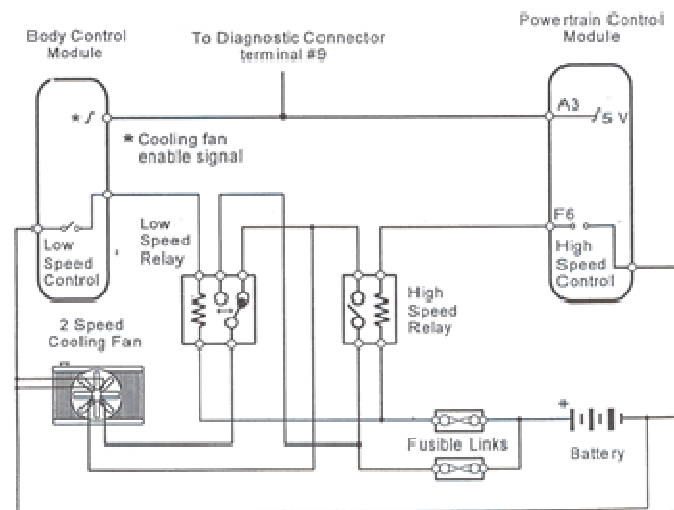 Body Control
Module
To Diagnostic Connector
terminal #9
Powertrain Control
Module
*
A3
5 V
* Cooling fan
enable signal
Low
Speed
Control
Low
Speed
Relay
F6
High
Speed
Control
High
Speed
Relay
2 Speed
Cooling Fan
+
Fusible Links
Battery